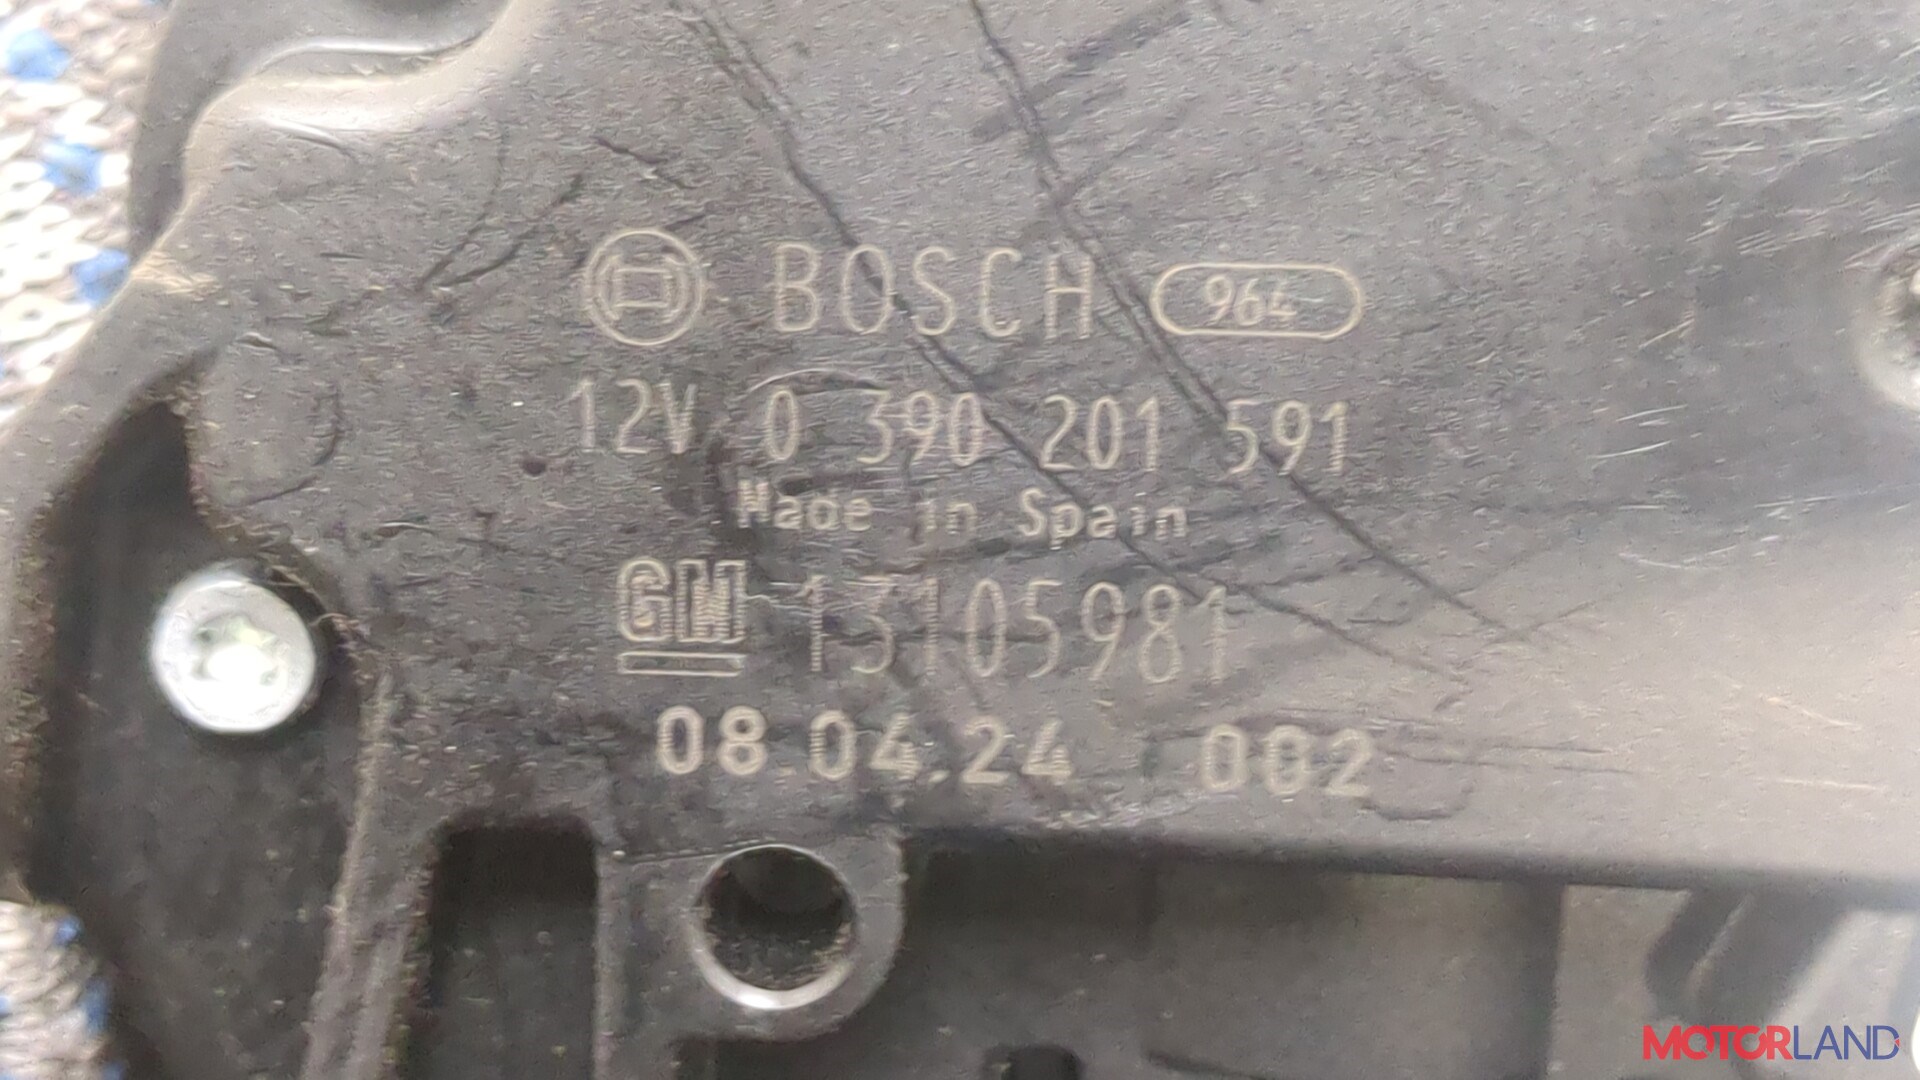 BOSCH 964
12V 0 390 201 591
Made in Spain
GM 13105981
08.04.24 002
MOTORLAND